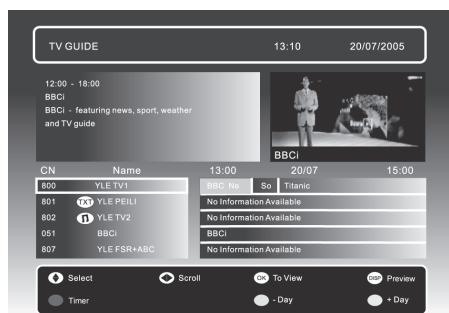 TV GUIDE 13:10 20/07/2005
12:00 - 18:00
BBCi
BBCi - featuring news, sport, weather
and TV guide
BBCi
CN Name 13:00 20/07 15:00
800 YLE TV1 BBC Ne So Titanic
801 TXT YLE PEILI No Information Available
802 YLE TV2 No Information Available
051 BBCi BBCi
807 YLE FSR+ABC No Information Available
Select Scroll OK To View DISP Preview
Timer - Day + Day